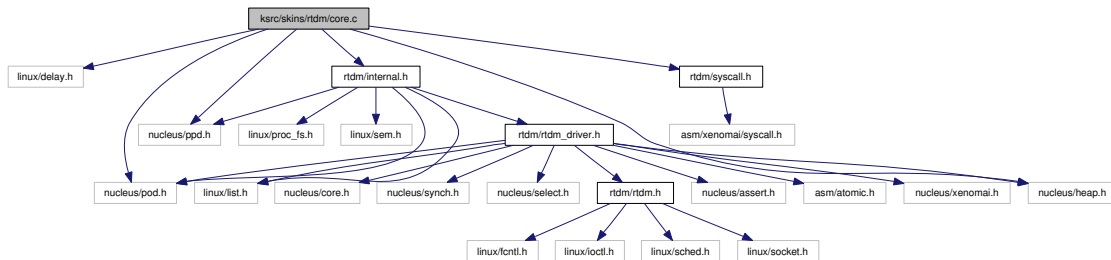 ksrc/skins/rtdm/core.c
linux/delay.h
rtdm/internal.h
rtdm/syscall.h
nucleus/ppd.h
linux/proc_fs.h
linux/sem.h
rtdm/rtdm_driver.h
asm/xenomai/syscall.h
nucleus/pod.h
linux/list.h
nucleus/core.h
nucleus/synch.h
nucleus/select.h
rtdm/rtdm.h
nucleus/assert.h
asm/atomic.h
nucleus/xenomai.h
nucleus/heap.h
linux/fcntl.h
linux/ioctl.h
linux/sched.h
linux/socket.h